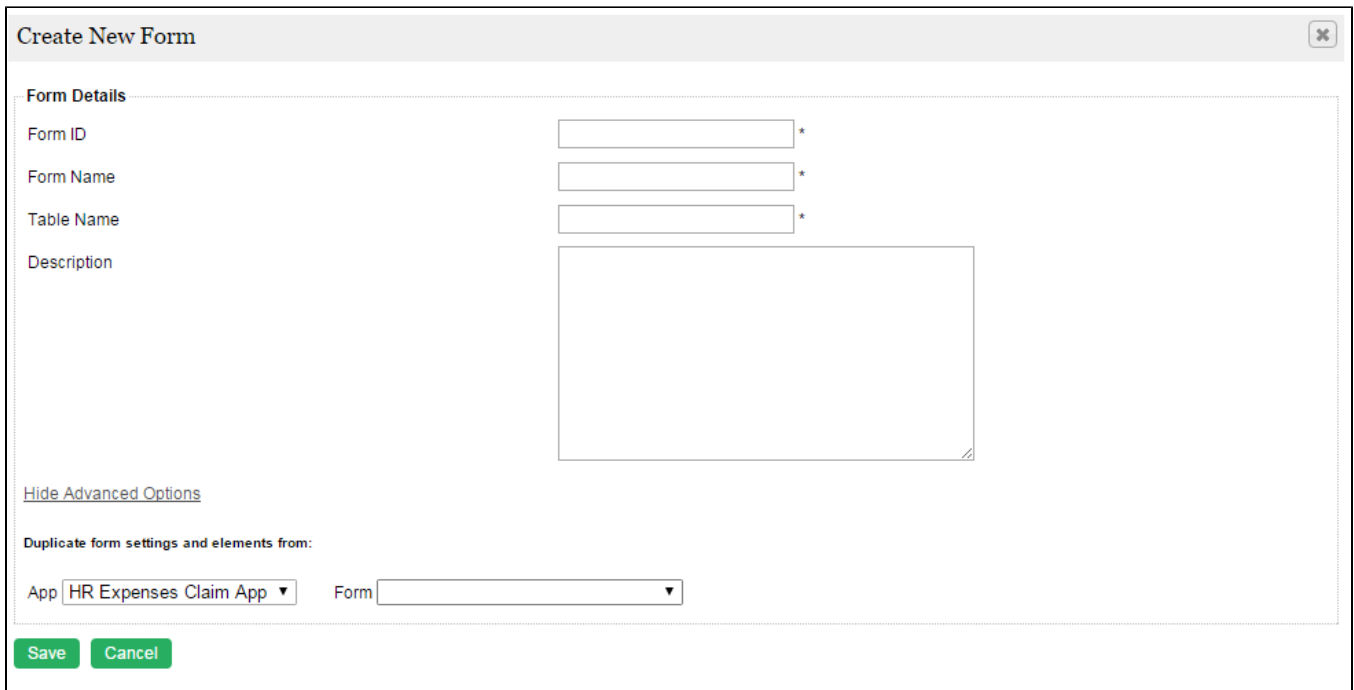 Create New Form
Form Details
Form ID *
Form Name *
Table Name *
Description
Hide Advanced Options
Duplicate form settings and elements from:
App HR Expenses Claim App Form
Save Cancel